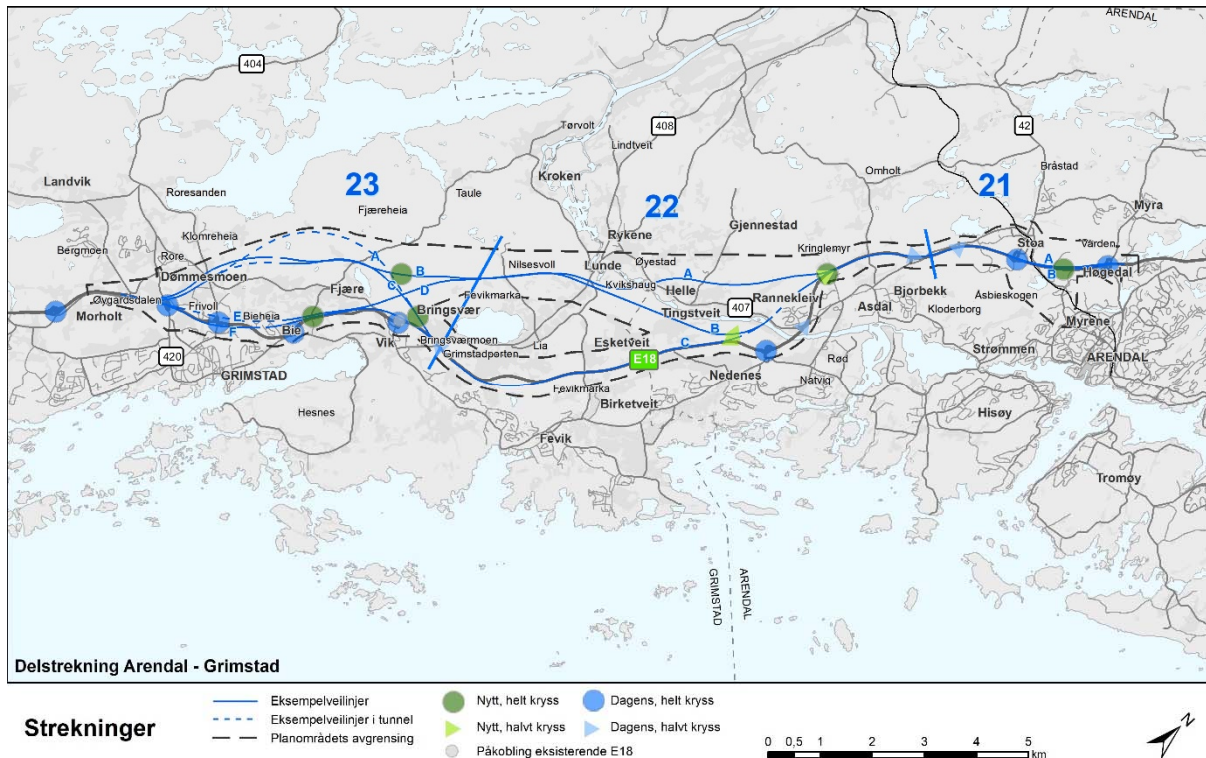 ARENDAL
404
Tørvolt
408
Lindtveit
42
Bråstad
Landvik
Roresanden
23
Fjæreheia
Taule
Kroken
22
Omholt
21
Myra
Bergmoen
Klomreheia
Rykene
Gjennestad
Kringlemyr
Stoa
Varden
Rore
A
B
Nilsesvoll
Lunde
Øyestad
A
A
B
Høgedal
Dømmesmoen
C
D
Kvikshaug
Helle
Rannekleiv
Bjorbekk
Åsbieskogen
Øygardsdalen
Fjære
Fevikmarka
Tingstveit
407
Asdal
Kloderborg
Morholt
Frivoll
E
F
Bieheia
Bringsvær
Myrene
Bie
Vik
Bringsværmoen
Lia
Esketveit
B
C
Strømmen
ARENDAL
420
Grimstadporten
E18
Nedenes
Rød
GRIMSTAD
Fevikmarka
Natvig
Hesnes
Birketveit
Hisøy
Fevik
Tromøy
GRIMSTAD
ARENDAL
Delstrekning Arendal - Grimstad
Strekninger
Eksempelveilinjer
Eksempelveilinjer i tunnel
Planområdets avgrensing
Nytt, helt kryss
Nytt, halvt kryss
Påkobling eksisterende E18
Dagens, helt kryss
Dagens, halvt kryss
0 0,5 1 2 3 4 5
km
N